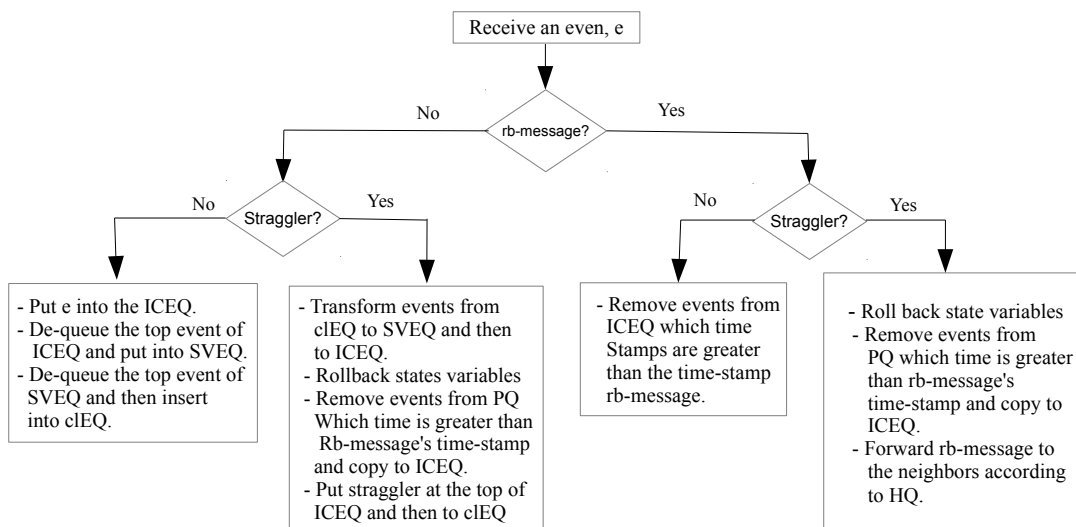 Receive an even, e
No
Yes
rb-message?
No
Yes
Straggler?
No
Yes
Straggler?
- Put e into the ICEQ.
- De-queue the top event of
ICEQ and put into SVEQ.
- De-queue the top event of
SVEQ and then insert
into clEQ.
- Transform events from
clEQ to SVEQ and then
to ICEQ.
- Rollback states variables
- Remove events from PQ
Which time is greater than
Rb-message's time-stamp
and copy to ICEQ.
- Put straggler at the top of
ICEQ and then to clEQ
- Remove events from
ICEQ which time
Stamps are greater
than the time-stamp
rb-message.
- Roll back state variables
- Remove events from
PQ which time is greater
than rb-message's
time-stamp and copy to
ICEQ.
- Forward rb-message to
the neighbors according
to HQ.